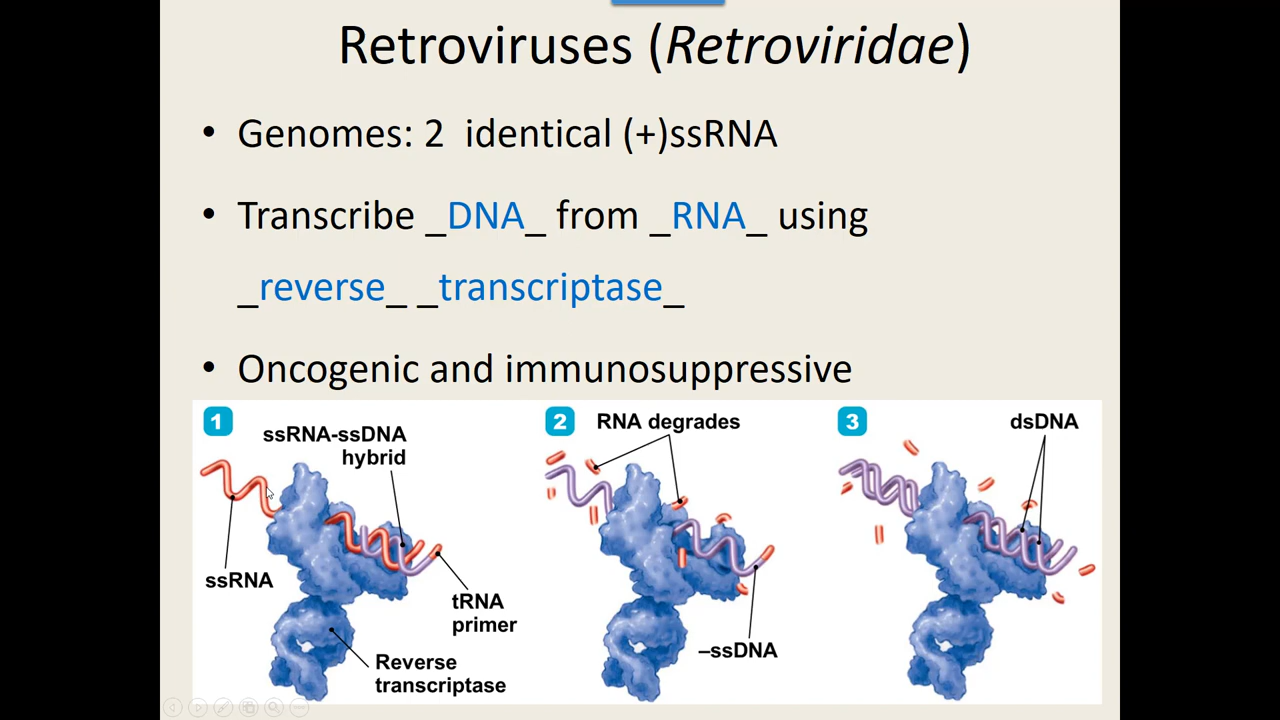 Retroviruses (Retroviridae)
• Genomes: 2  identical (+)ssRNA
• Transcribe _DNA_ from _RNA_ using
_reverse_ _transcriptase_
• Oncogenic and immunosuppressive
1
ssRNA-ssDNA
hybrid
ssRNA
tRNA
primer
Reverse
transcriptase
2
RNA degrades
–ssDNA
3
dsDNA